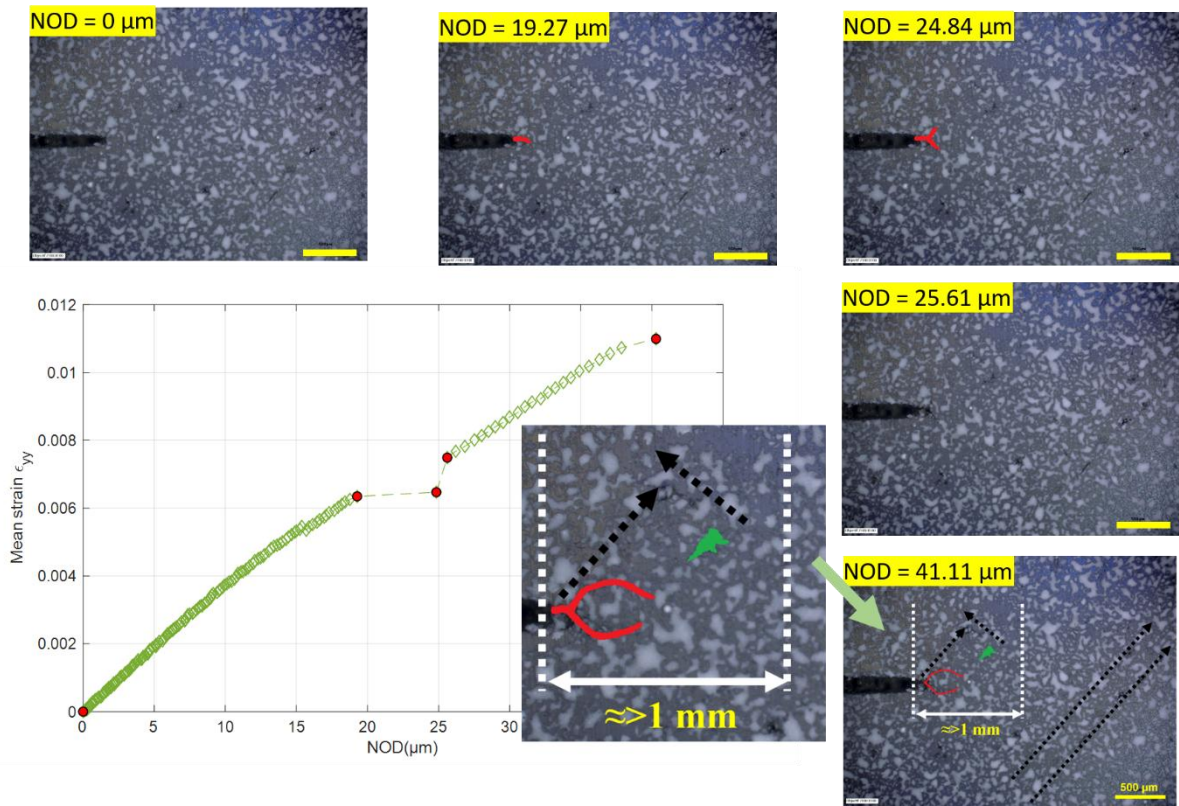 NOD = 0 µm
NOD = 19.27 µm
NOD = 24.84 µm
NOD = 25.61 µm
NOD = 41.11 µm
≈>1 mm
500 µm
0.012
0.01
0.008
0.006
0.004
0.002
0
Mean strain ϵyy
0
5
10
15
20
25
30
NOD(µm)
≈>1 mm